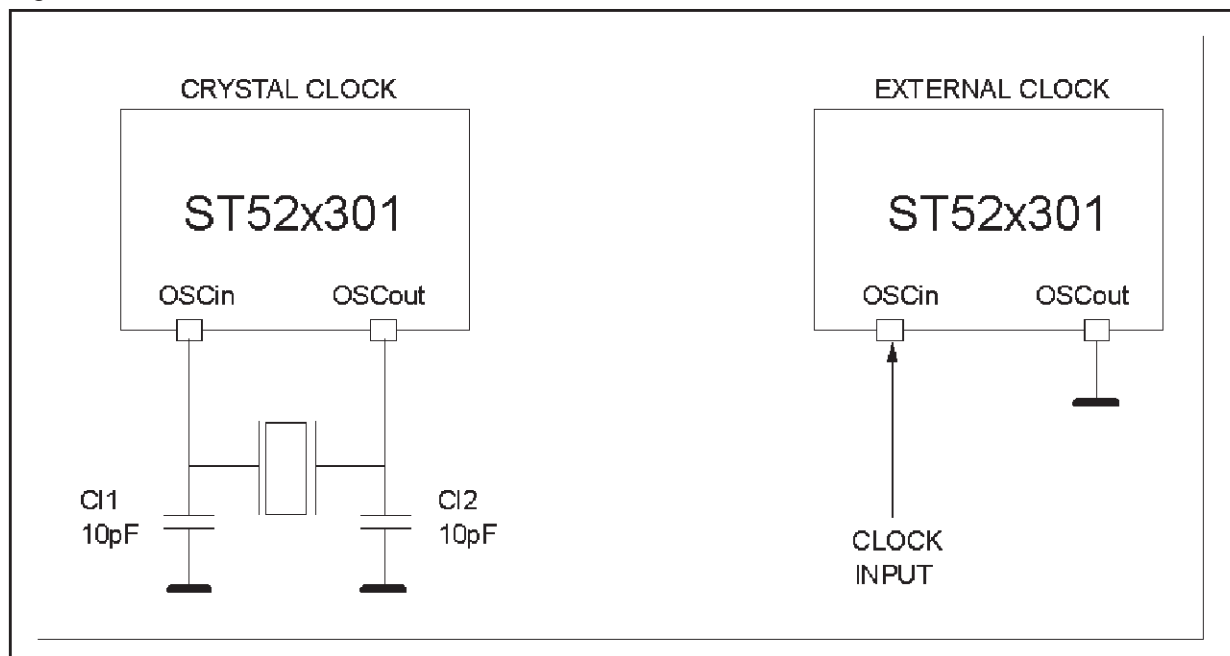 CRYSTAL CLOCK
ST52x301
OSCin OSCout
Cl1
10pF
Cl2
10pF
EXTERNAL CLOCK
ST52x301
OSCin OSCout
CLOCK
INPUT